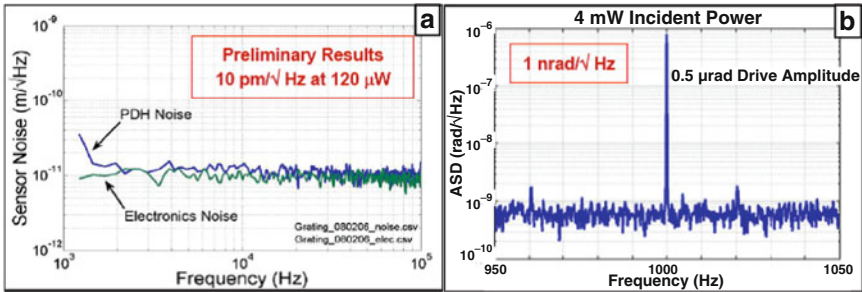 a
Preliminary Results
10 pm/√ Hz at 120 µW
PDH Noise
Electronics Noise
Grating_080206_noise.csv
Grating_080206_elec.csv
Sensor Noise (m/√Hz)
10⁻⁹
10⁻¹⁰
10⁻¹¹
10⁻¹²
10³
10⁴
10⁵
Frequency (Hz)
4 mW Incident Power
b
1 nrad/√ Hz
0.5 µrad Drive Amplitude
ASD (rad/√Hz)
10⁻⁶
10⁻⁷
10⁻⁸
10⁻⁹
10⁻¹⁰
950
1000
1050
Frequency (Hz)